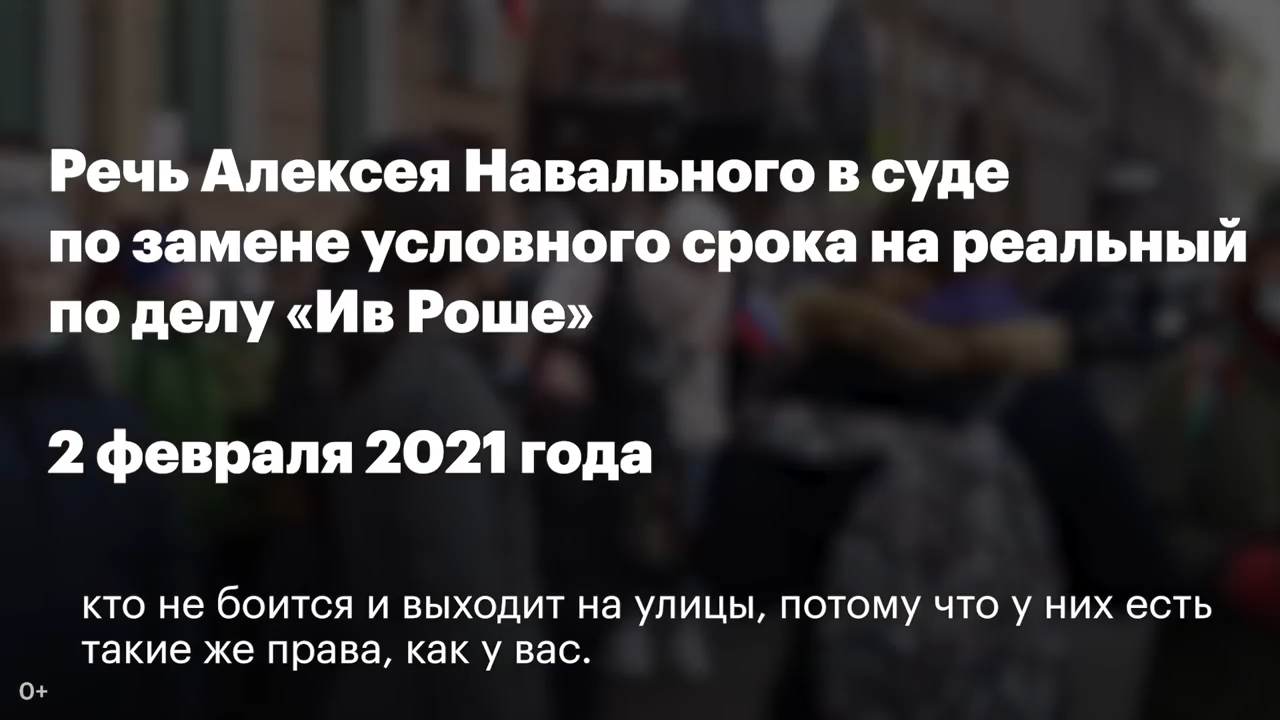 Речь Алексея Навального в суде
по замене условного срока на реальный
по делу «Ив Роше»
2 февраля 2021 года
кто не боится и выходит на улицы, потому что у них есть
такие же права, как у вас.
0+